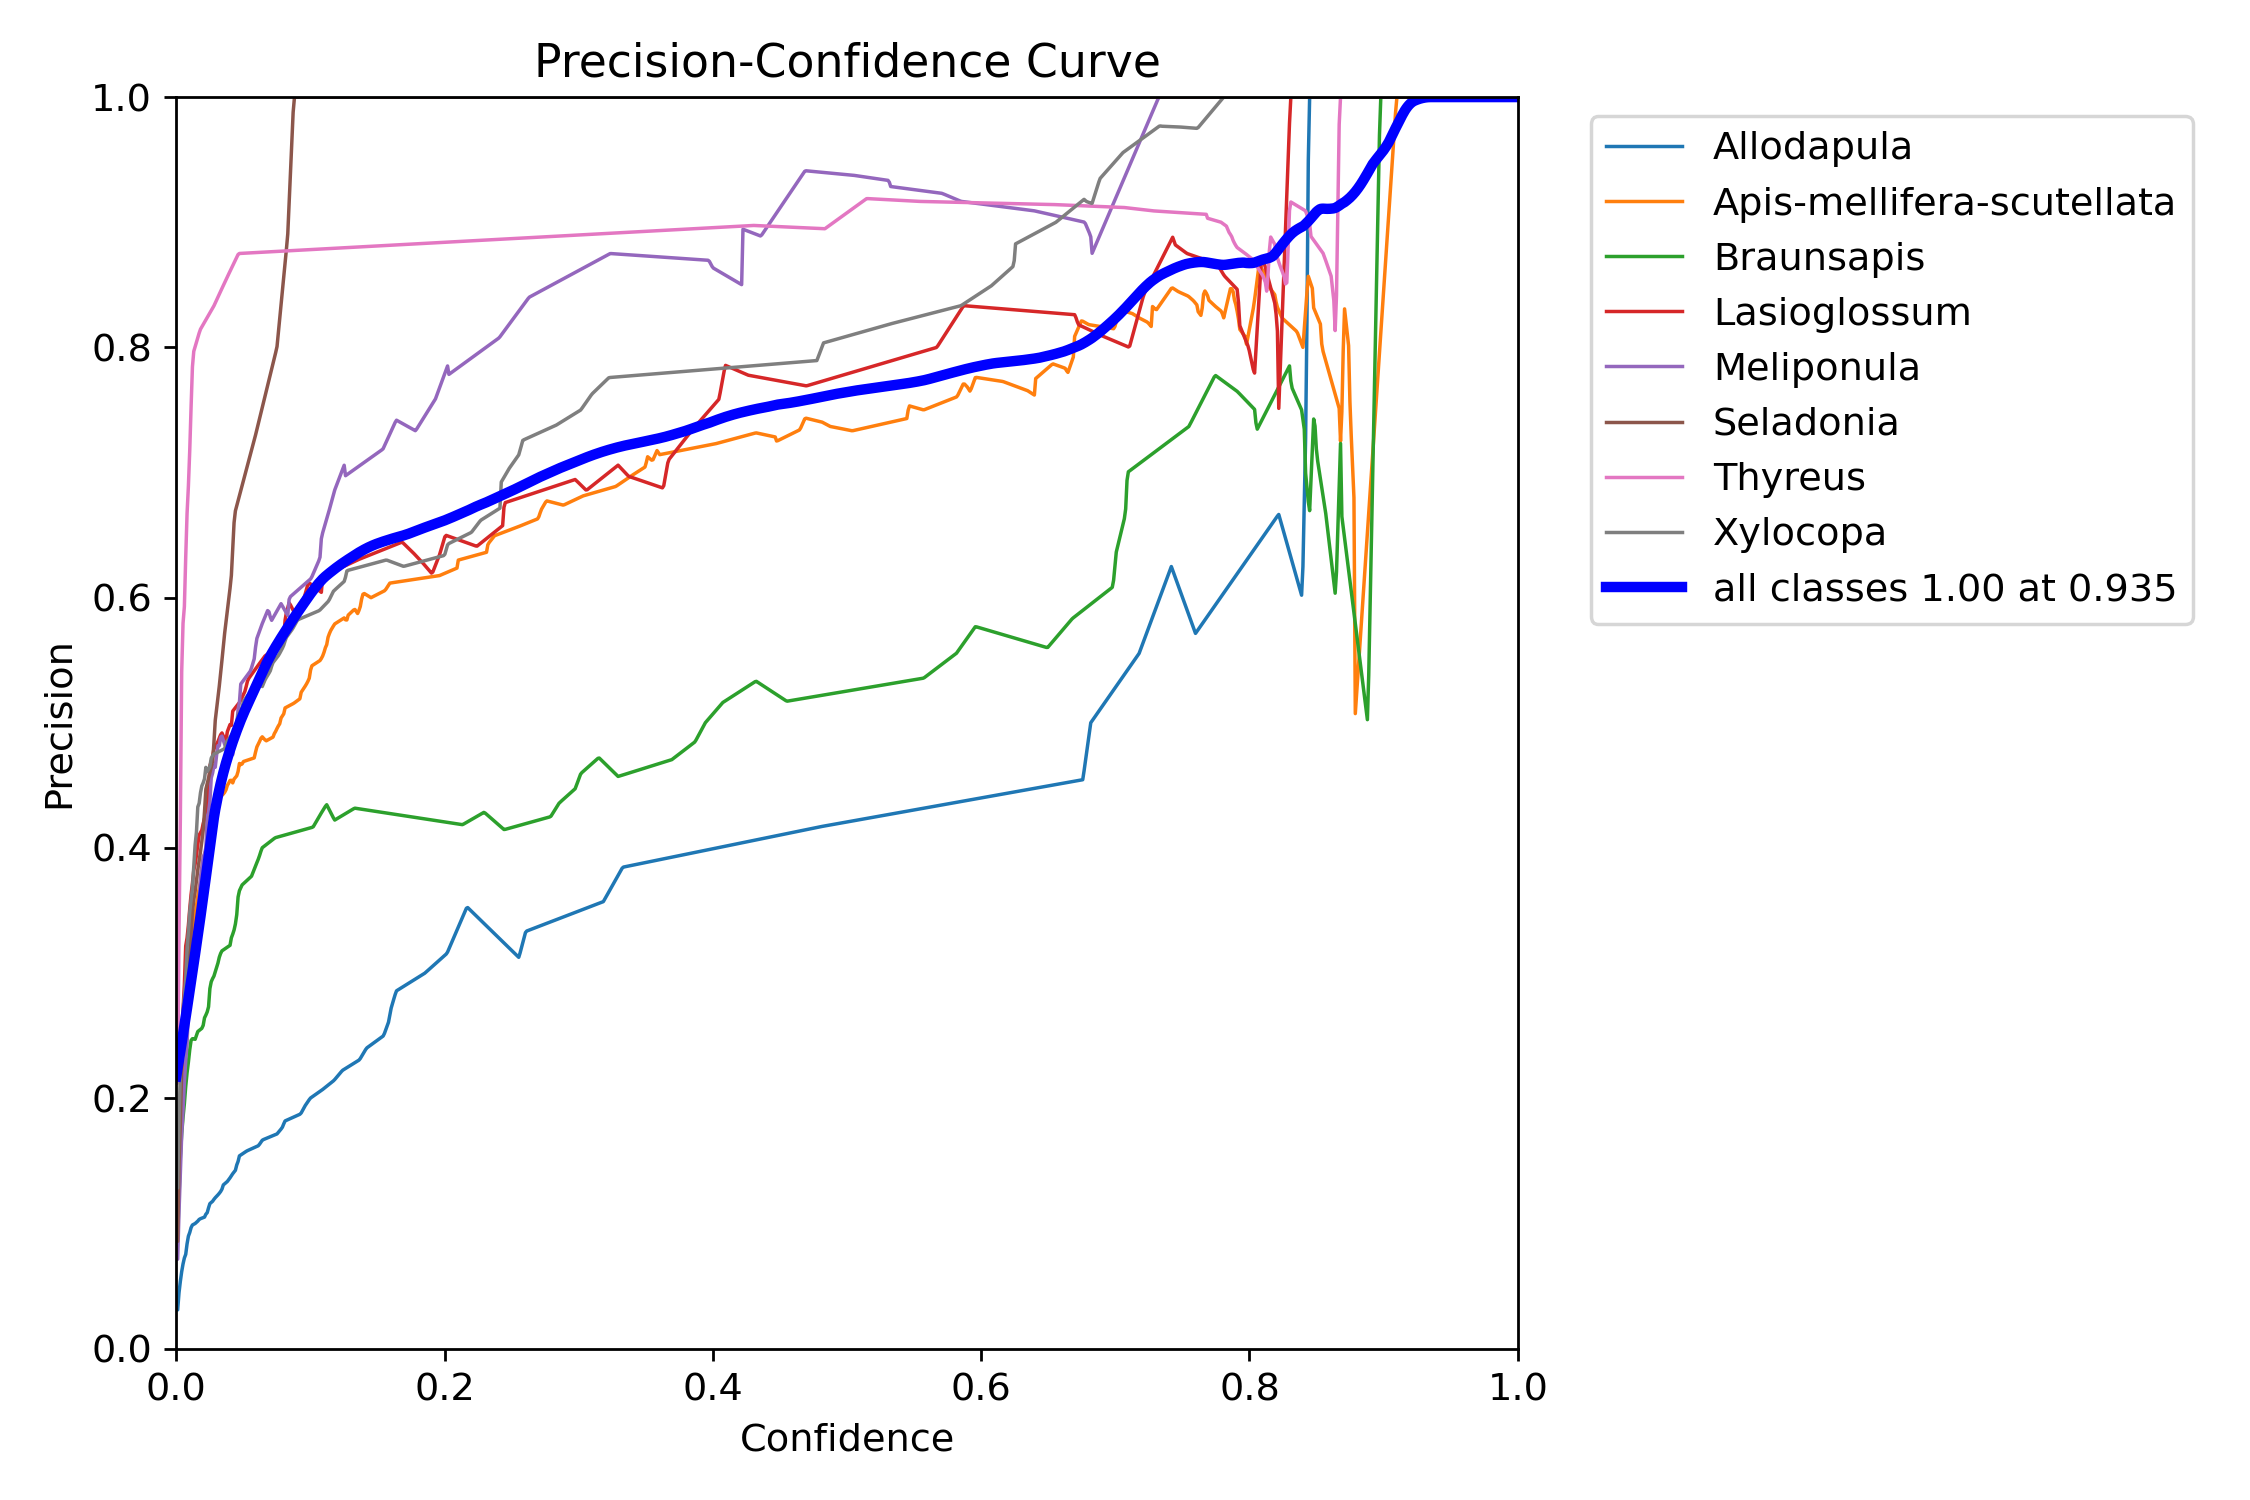 Precision-Confidence Curve
1.0
0.8
0.6
0.4
0.2
0.0
Precision
0.0 0.2 0.4 0.6 0.8 1.0
Confidence
Allodapula
Apis-mellifera-scutellata
Braunsapis
Lasioglossum
Meliponula
Seladonia
Thyreus
Xylocopa
all classes 1.00 at 0.935